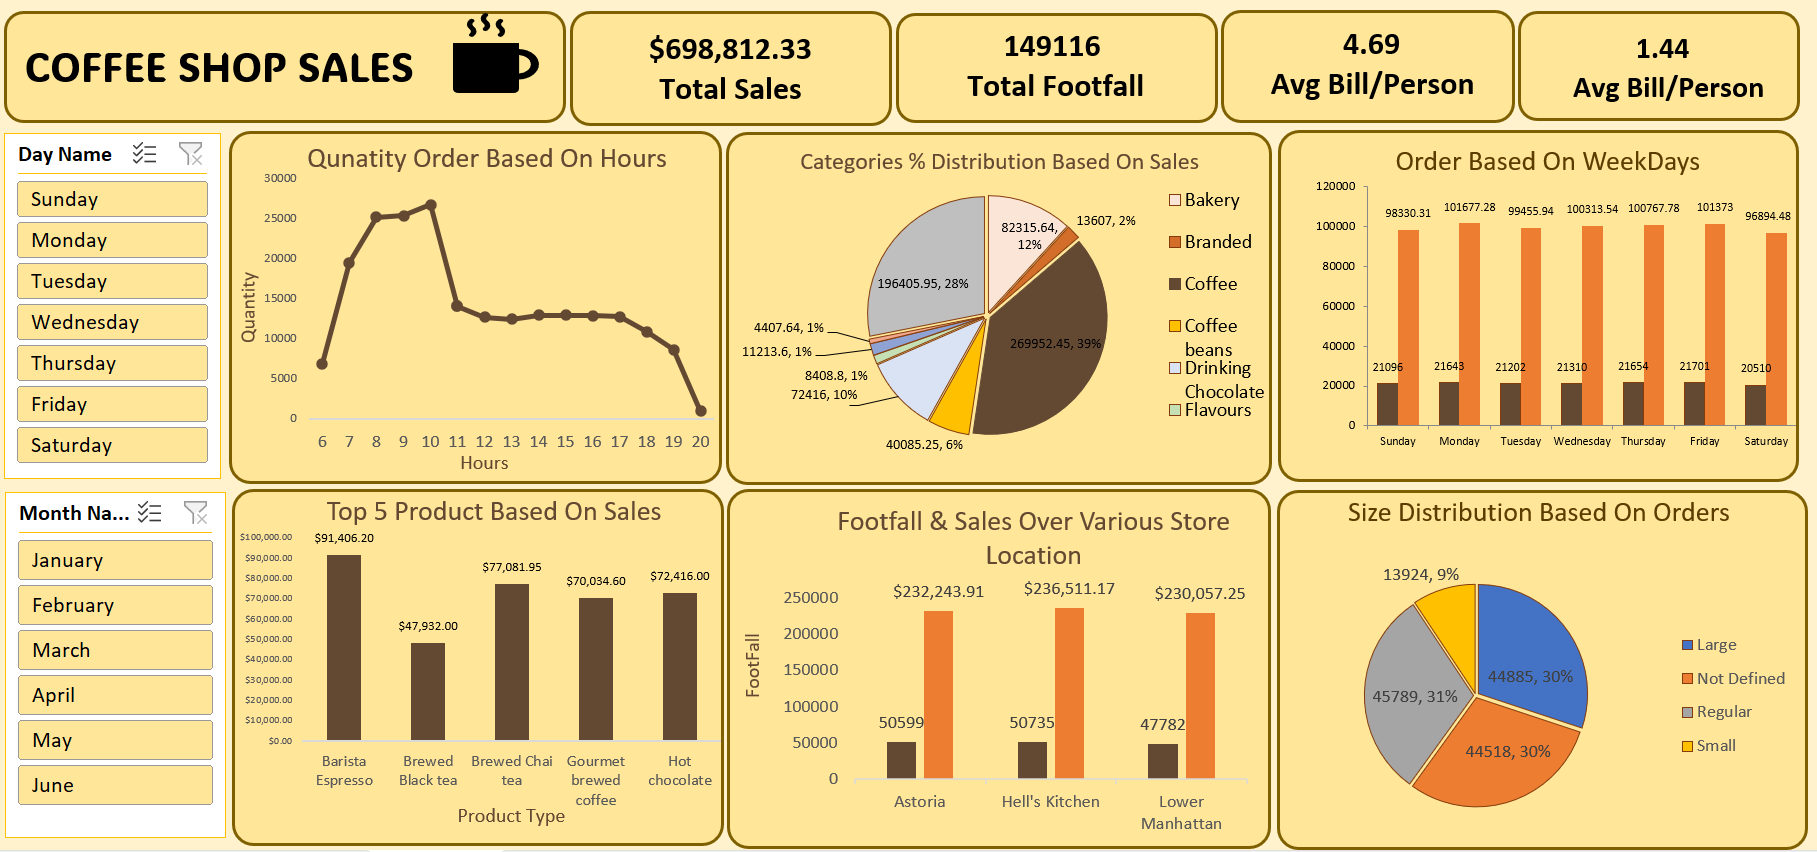 COFFEE SHOP SALES
$698,812.33
Total Sales
149116
Total Footfall
4.69
Avg Bill/Person
1.44
Avg Bill/Person
Day Name
Sunday
Monday
Tuesday
Wednesday
Thursday
Friday
Saturday
Month Na...
January
February
March
April
May
June
Qunatity Order Based On Hours
30000
25000
20000
15000
10000
5000
0
Quantity
6 7 8 9 10 11 12 13 14 15 16 17 18 19 20
Hours
Categories % Distribution Based On Sales
82315.64,
12%
13607, 2%
269952.45, 39%
40085.25, 6%
72416, 10%
8408.8, 1%
11213.6, 1%
4407.64, 1%
196405.95, 28%
Bakery
Branded
Coffee
Coffee
beans
Drinking
Chocolate
Flavours
Order Based On WeekDays
120000
100000
80000
60000
40000
20000
0
98330.31 101677.28 99455.94 100313.54 100767.78 101373 96894.48
21096 21643 21202 21310 21654 21701 20510
Sunday Monday Tuesday Wednesday Thursday Friday Saturday
Top 5 Product Based On Sales
$100,000.00
$90,000.00
$80,000.00
$70,000.00
$60,000.00
$50,000.00
$40,000.00
$30,000.00
$20,000.00
$10,000.00
$0.00
$91,406.20
$47,932.00
$77,081.95
$70,034.60
$72,416.00
Barista
Espresso
Brewed
Black tea
Brewed Chai
tea
Gourmet
brewed
coffee
Hot
chocolate
Product Type
Footfall & Sales Over Various Store
Location
250000
200000
150000
100000
50000
0
FootFall
$232,243.91
$236,511.17
$230,057.25
50599
50735
47782
Astoria
Hell's Kitchen
Lower
Manhattan
Size Distribution Based On Orders
13924, 9%
44885, 30%
45789, 31%
44518, 30%
Large
Not Defined
Regular
Small